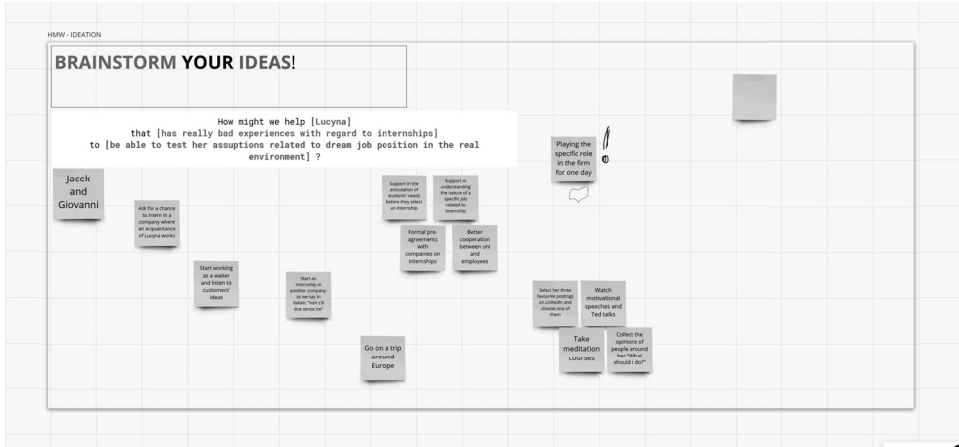 HMW - IDEATION
BRAINSTORM YOUR IDEAS!
How might we help [Lucyna]
that [has really bad experiences with regard to internships]
to [be able to test her assuptions related to dream job position in the real
environment] ?
Jacek
and
Giovanni
Ask for a chance
to intern in a
company where
an acquaintance
of Lucyna works
Start working
as a waiter
and listen to
customers'
ideas
Start an
internship in
another company:
as we say in
Italian, "non c'è
due senza tre"
Go on a trip
around
Europe
Support in the
articulation of
students' needs
before they select
an internship
Support in
understanding
the nature of a
specific job
related to
internship
Formal pre-
agreements
with
companies on
internships
Better
cooperation
between uni
and
employees
Playing the
specific role
in the firm
for one day
Select her three
favourite postings
on LinkedIn and
choose one of
them
Watch
motivational
speeches and
Ted talks
Take
meditation
courses
Collect the
opinions of
people around
her "What
should i do?"